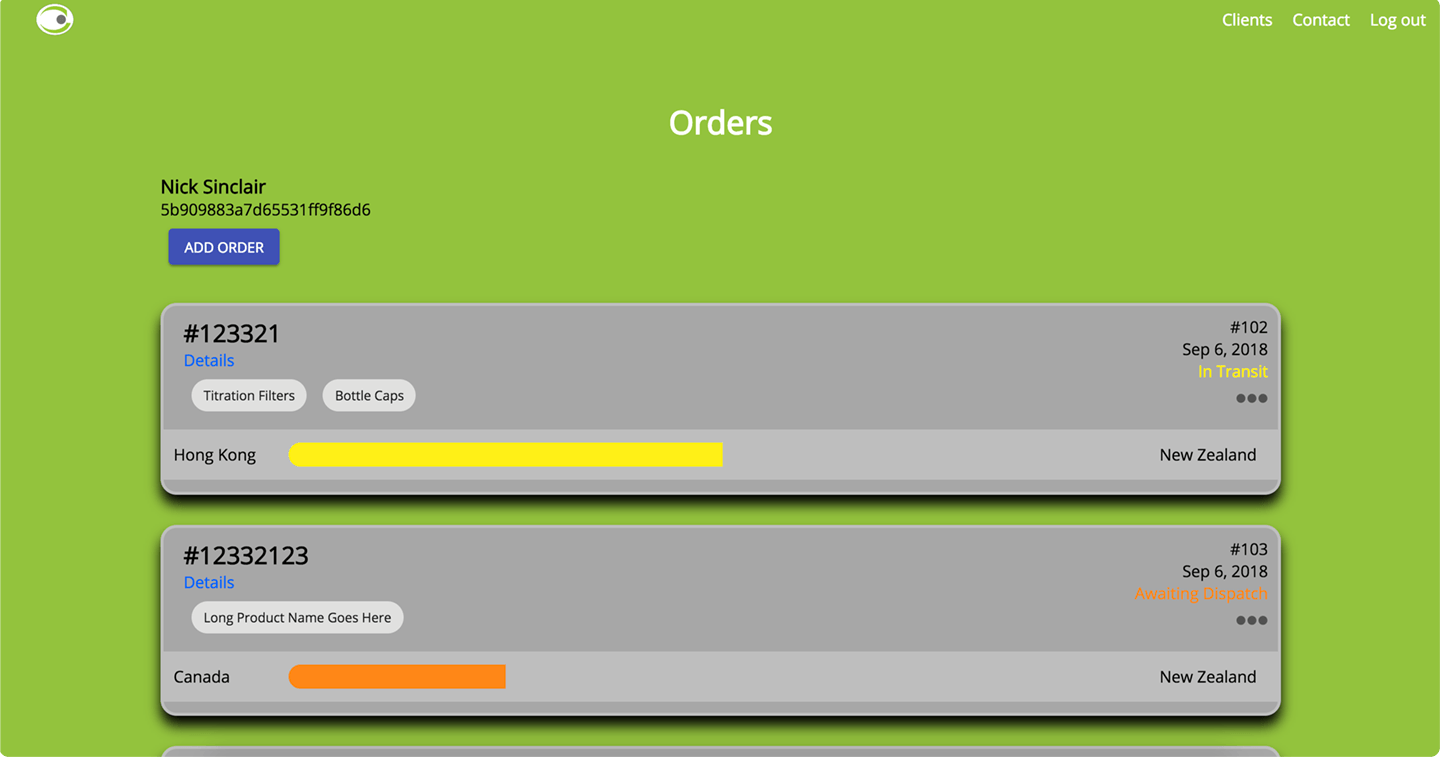 Clients Contact Log out
Orders
Nick Sinclair
5b909883a7d65531ff9f86d6
ADD ORDER
#123321
#102
Details
Sep 6, 2018
In Transit
Titration Filters Bottle Caps
Hong Kong New Zealand
#12332123
#103
Details
Sep 6, 2018
Awaiting Dispatch
Long Product Name Goes Here
Canada New Zealand